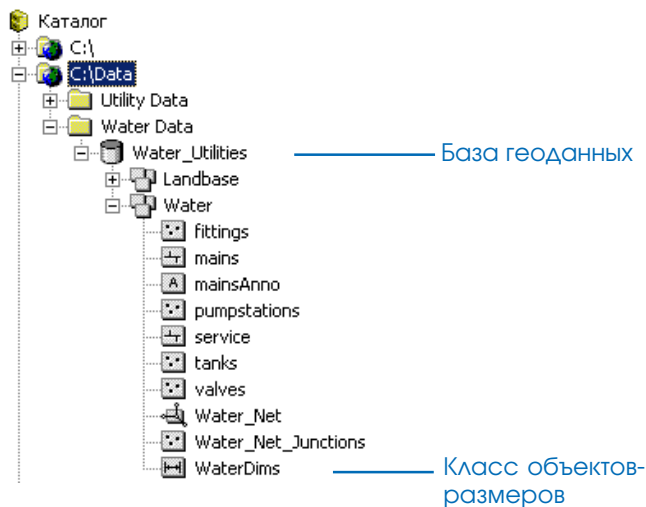 Каталог
C:\
C:\Data
Utility Data
Water Data
Water_Utilities
База геоданных
Landbase
Water
fittings
mains
A mainsAnno
pumpstations
service
tanks
valves
Water_Net
Water_Net_Junctions
WaterDims
Класс объектов-
размеров